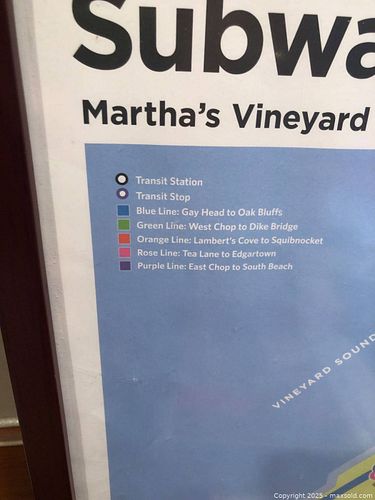 Subwa
Martha's Vineyard
Transit Station
Transit Stop
Blue Line: Gay Head to Oak Bluffs
Green Line: West Chop to Dike Bridge
Orange Line: Lambert's Cove to Squibnocket
Rose Line: Tea Lane to Edgartown
Purple Line: East Chop to South Beach
VINEYARD SOUND
Copyright 2025 - maxsold.com